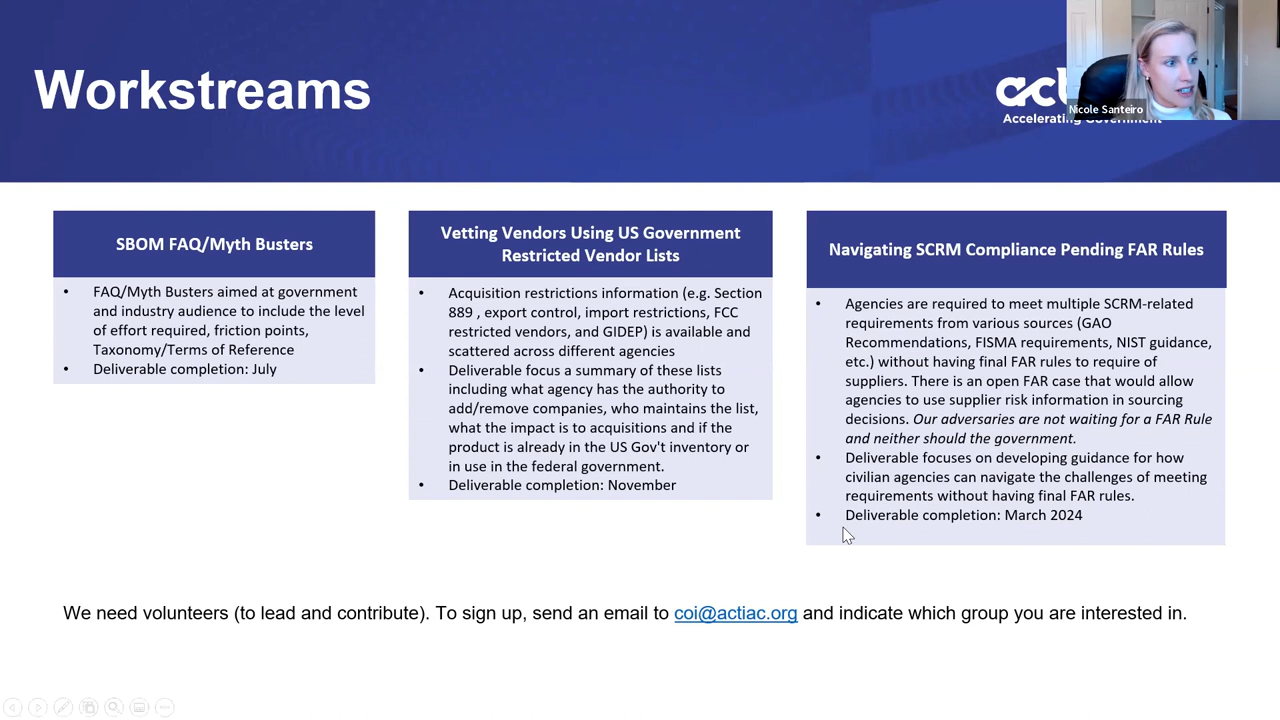 Workstreams
Nicole Santeiro
Accelerating Government
SBOM FAQ/Myth Busters
• FAQ/Myth Busters aimed at government
and industry audience to include the level
of effort required, friction points,
Taxonomy/Terms of Reference
• Deliverable completion: July
Vetting Vendors Using US Government
Restricted Vendor Lists
• Acquisition restrictions information (e.g. Section
889 , export control, import restrictions, FCC
restricted vendors, and GIDEP) is available and
scattered across different agencies
• Deliverable focus a summary of these lists
including what agency has the authority to
add/remove companies, who maintains the list,
what the impact is to acquisitions and if the
product is already in the US Gov't inventory or
in use in the federal government.
• Deliverable completion: November
Navigating SCRM Compliance Pending FAR Rules
• Agencies are required to meet multiple SCRM-related
requirements from various sources (GAO
Recommendations, FISMA requirements, NIST guidance,
etc.) without having final FAR rules to require of
suppliers. There is an open FAR case that would allow
agencies to use supplier risk information in sourcing
decisions. Our adversaries are not waiting for a FAR Rule
and neither should the government.
• Deliverable focuses on developing guidance for how
civilian agencies can navigate the challenges of meeting
requirements without having final FAR rules.
• Deliverable completion: March 2024
We need volunteers (to lead and contribute). To sign up, send an email to coi@actiac.org and indicate which group you are interested in.